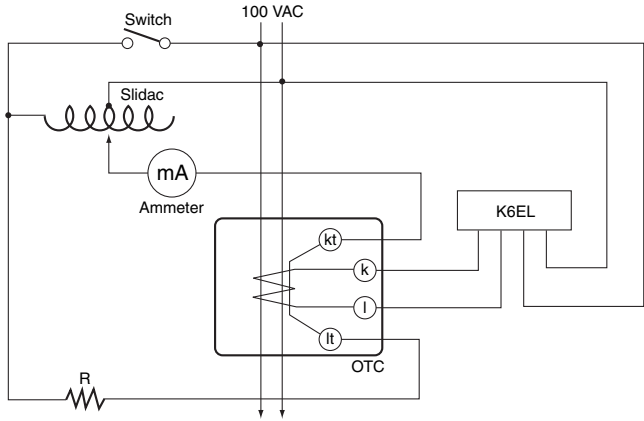 100 VAC
Switch
Slidac
mA
Ammeter
K6EL
kt
k
l
lt
OTC
R